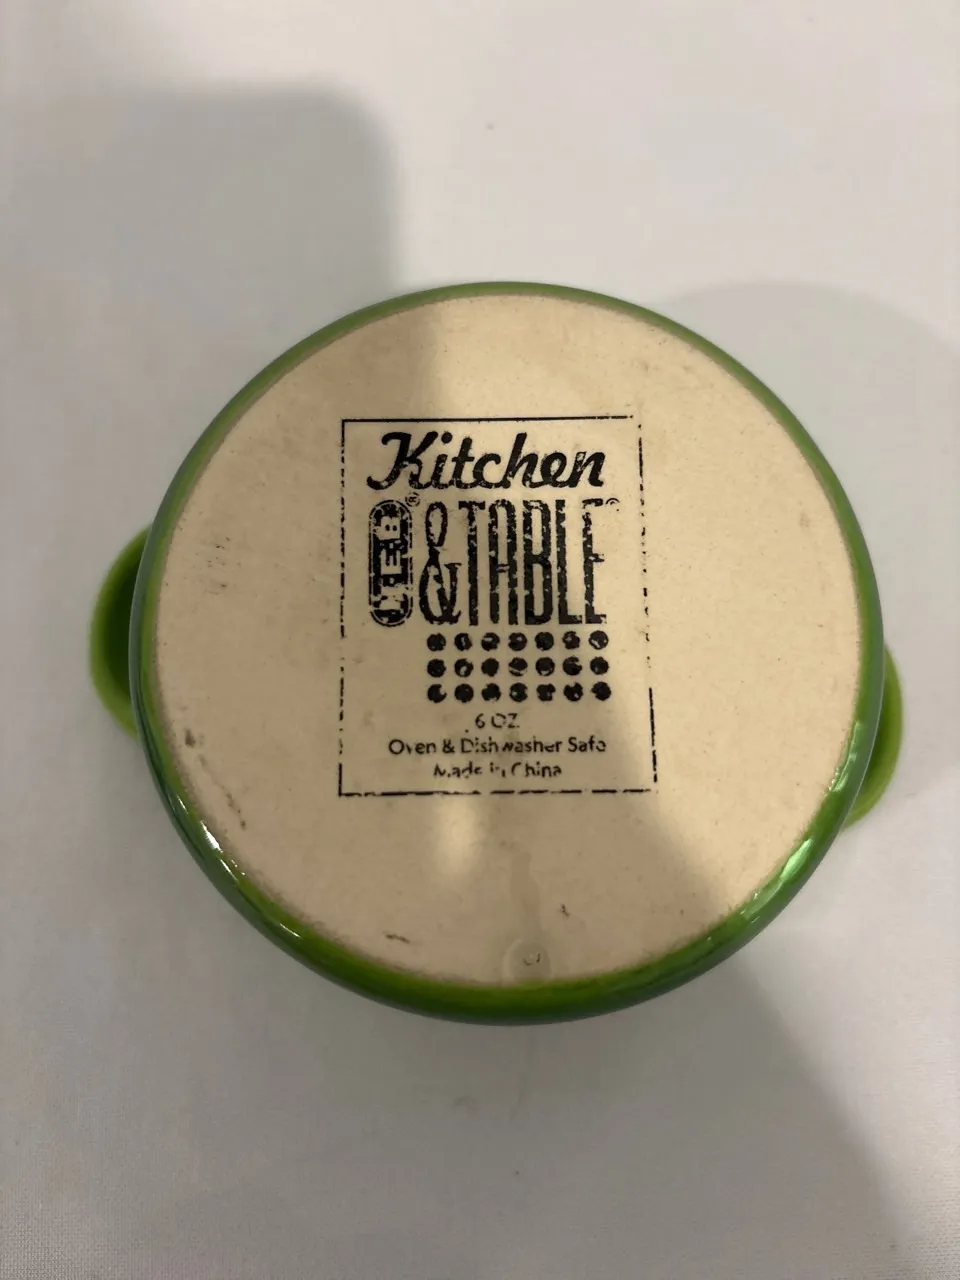 Kitchen
H-E-B® & TABLE®
6 OZ.
Oven & Dishwasher Safe
Made in China